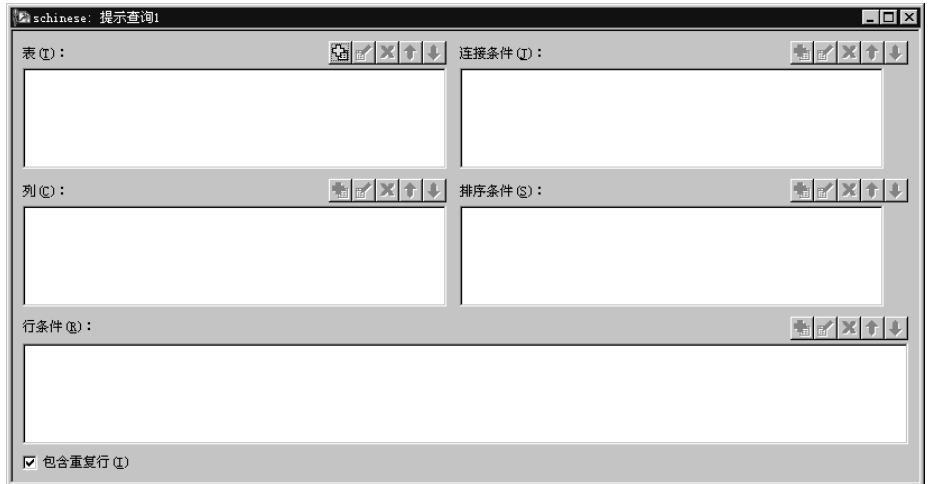 schinese: 提示查询1
表(T)：
连接条件(J)：
列(C)：
排序条件(S)：
行条件(R)：
包含重复行(I)